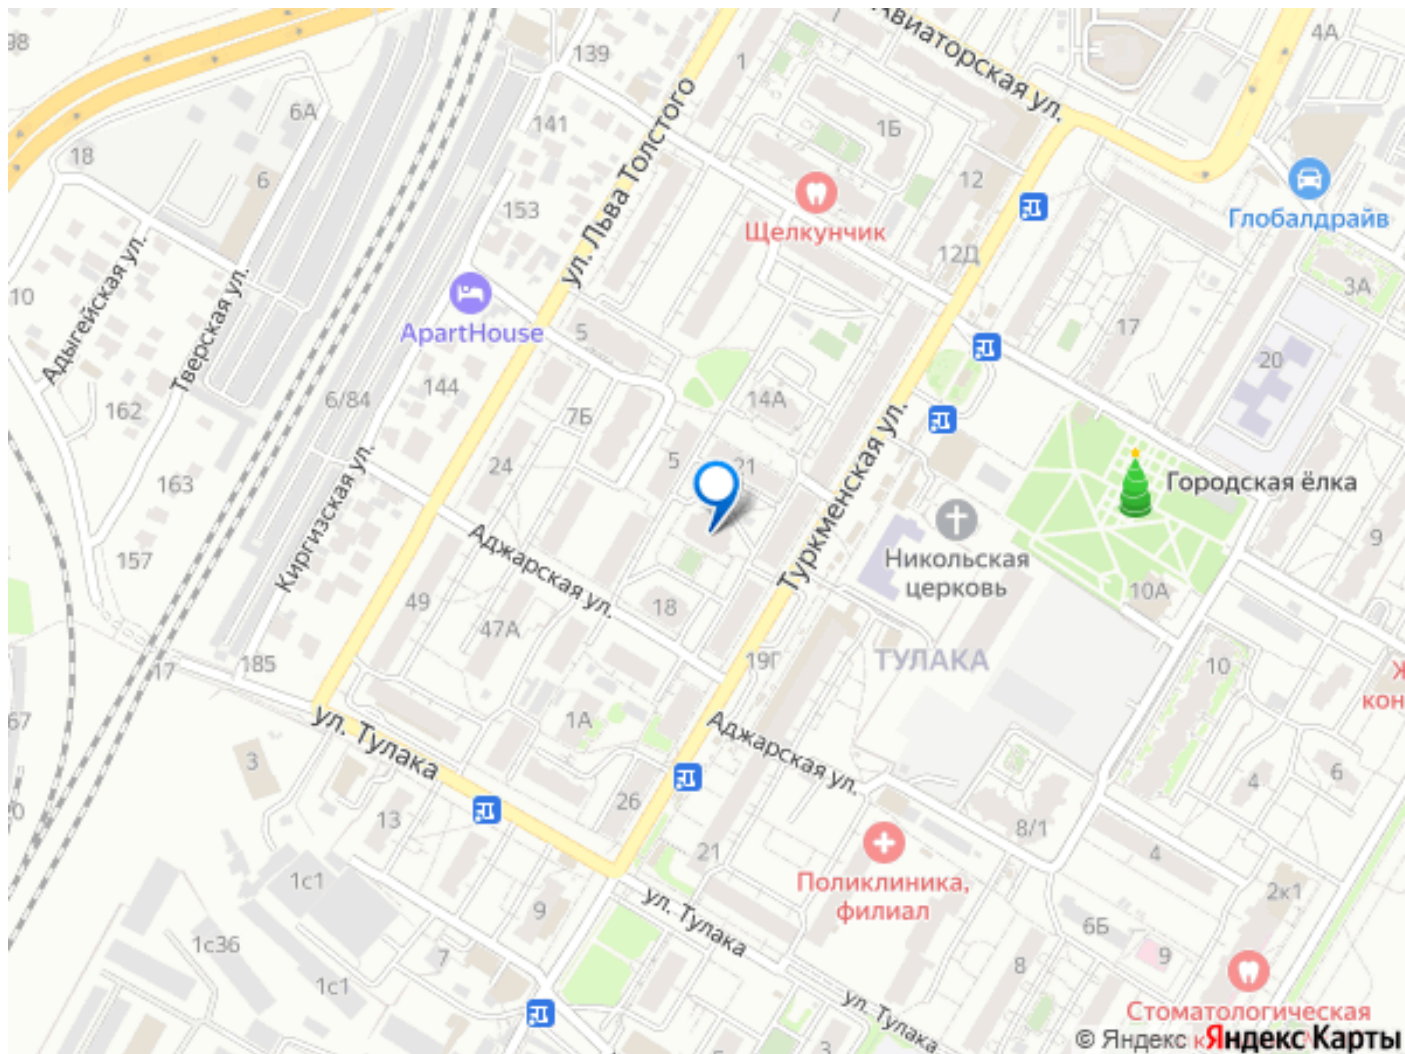 98
139
1
Авиаторская ул.
4А
6А
141
1Б
18
6
ул. Льва Толстого
12
153
Щелкунчик
Глобалдрайв
12Д
Адыгейская ул.
10
Тверская ул.
3А
ApartHouse
5
17
20
144
6/84
162
7Б
14А
Туркменская ул.
24
5
21
163
Городская ёлка
Киргизская ул.
157
Аджарская ул.
Никольская
церковь
9
10А
49
18
47А
185
17
19Г
ТУЛАКА
10
ул. Тулака
1А
Аджарская ул.
67
3
4
6
26
13
8/1
21
4
Поликлиника,
филиал
1с1
2к1
ул. Тулака
9
6Б
1с36
7
9
8
1с1
ул. Тулака
Стоматологическая
3
© Яндекс Яндекс Карты